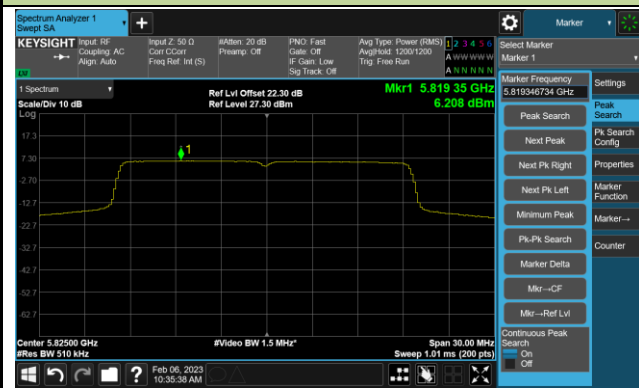 Spectrum Analyzer 1
Swept SA
+
Marker
KEYSIGHT
Input: RF
Coupling: AC
Align: Auto
Input Z: 50 Ω
Corr CCorr
Freq Ref: Int (S)
#Atten: 20 dB
Preamp: Off
PNO: Fast
Gate: Off
IF Gain: Low
Sig Track: Off
Avg Type: Power (RMS)
Avg|Hold: 1200/1200
Trig: Free Run
1 2 3 4 5 6
A W W W W W
A N N N N N
LXI
Select Marker
Marker 1
1 Spectrum
Scale/Div 10 dB
Log
Ref Lvl Offset 22.30 dB
Ref Level 27.30 dBm
Mkr1 5.819 35 GHz
6.208 dBm
17.3
7.30
-2.70
-12.7
-22.7
-32.7
-42.7
-52.7
-62.7
1
Center 5.82500 GHz
#Res BW 510 kHz
#Video BW 1.5 MHz*
Span 30.00 MHz
Sweep 1.01 ms (200 pts)
Marker Frequency
5.819346734 GHz
Peak Search
Next Peak
Next Pk Right
Next Pk Left
Minimum Peak
Pk-Pk Search
Marker Delta
Mkr→CF
Mkr→Ref Lvl
Continuous Peak
Search
On
Off
Settings
Peak
Search
Pk Search
Config
Properties
Marker
Function
Marker→
Counter
?
Feb 06, 2023
10:35:38 AM